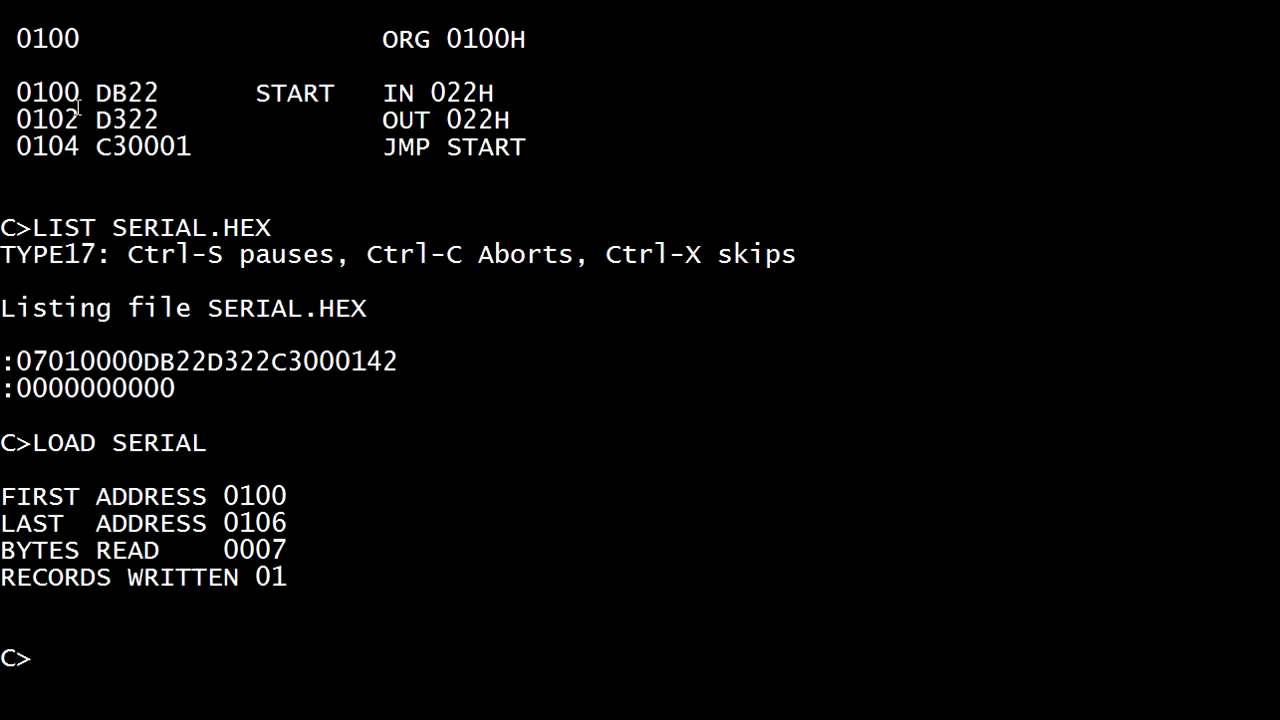 0100 ORG 0100H
0100 DB22 START IN 022H
0102 D322 OUT 022H
0104 C30001 JMP START
C>LIST SERIAL.HEX
TYPE17: Ctrl-S pauses, Ctrl-C Aborts, Ctrl-X skips
Listing file SERIAL.HEX
:07010000DB22D322C3000142
:0000000000
C>LOAD SERIAL
FIRST ADDRESS 0100
LAST ADDRESS 0106
BYTES READ 0007
RECORDS WRITTEN 01
C>